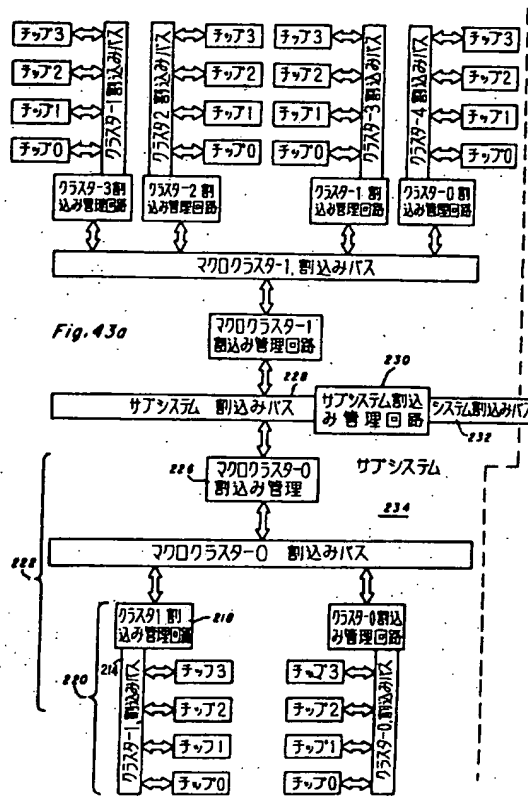 チップ3 チップ3 チップ3 チップ3
チップ2 チップ2 チップ2 チップ2
チップ1 チップ1 チップ1 チップ1
チップ0 チップ0 チップ0 チップ0
クラスター1 割込みバス
クラスター2 割込みバス
クラスター3 割込みバス
クラスター4 割込みバス
クラスター3 割
込み管理回路
クラスター2 割
込み管理回路
クラスター1 割
込み管理回路
クラスター0 割
込み管理回路
マクロクラスター1, 割込みバス
Fig. 43a
マクロクラスター1
割込み管理回路
228
230
サブシステム 割込みバス
サブシステム割込
み管理回路
システム割込みバス
232
226
マクロクラスター0
割込み管理
サブシステム
234
マクロクラスター0 割込みバス
222
クラスタ1 割
込み管理回路
218
クラスター0割込
み管理回路
214
220
クラスター1, 割込みバス
チップ3
チップ2
チップ1
チップ0
チップ3
チップ2
チップ1
チップ0
クラスター0, 割込みバス